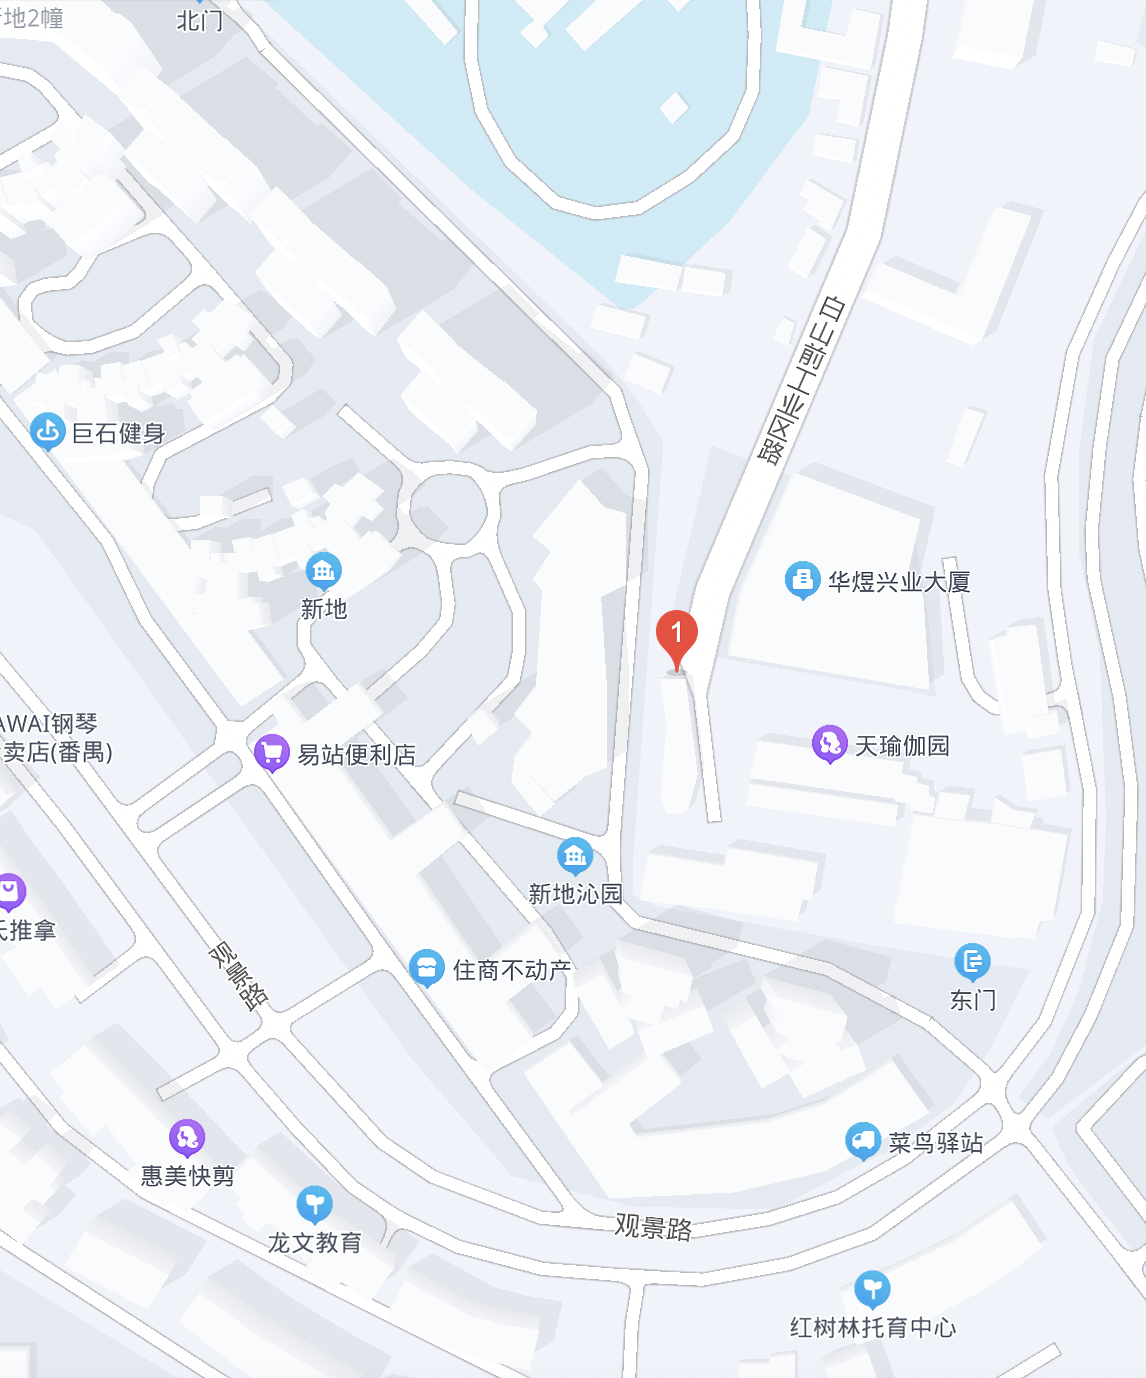 地2幢
北门
白山前工业区路
巨石健身
华煜兴业大厦
新地
1
AWAI钢琴
卖店(番禺)
易站便利店
天瑜伽园
新地沁园
推拿
观景路
住商不动产
东门
惠美快剪
菜鸟驿站
龙文教育
观景路
红树林托育中心